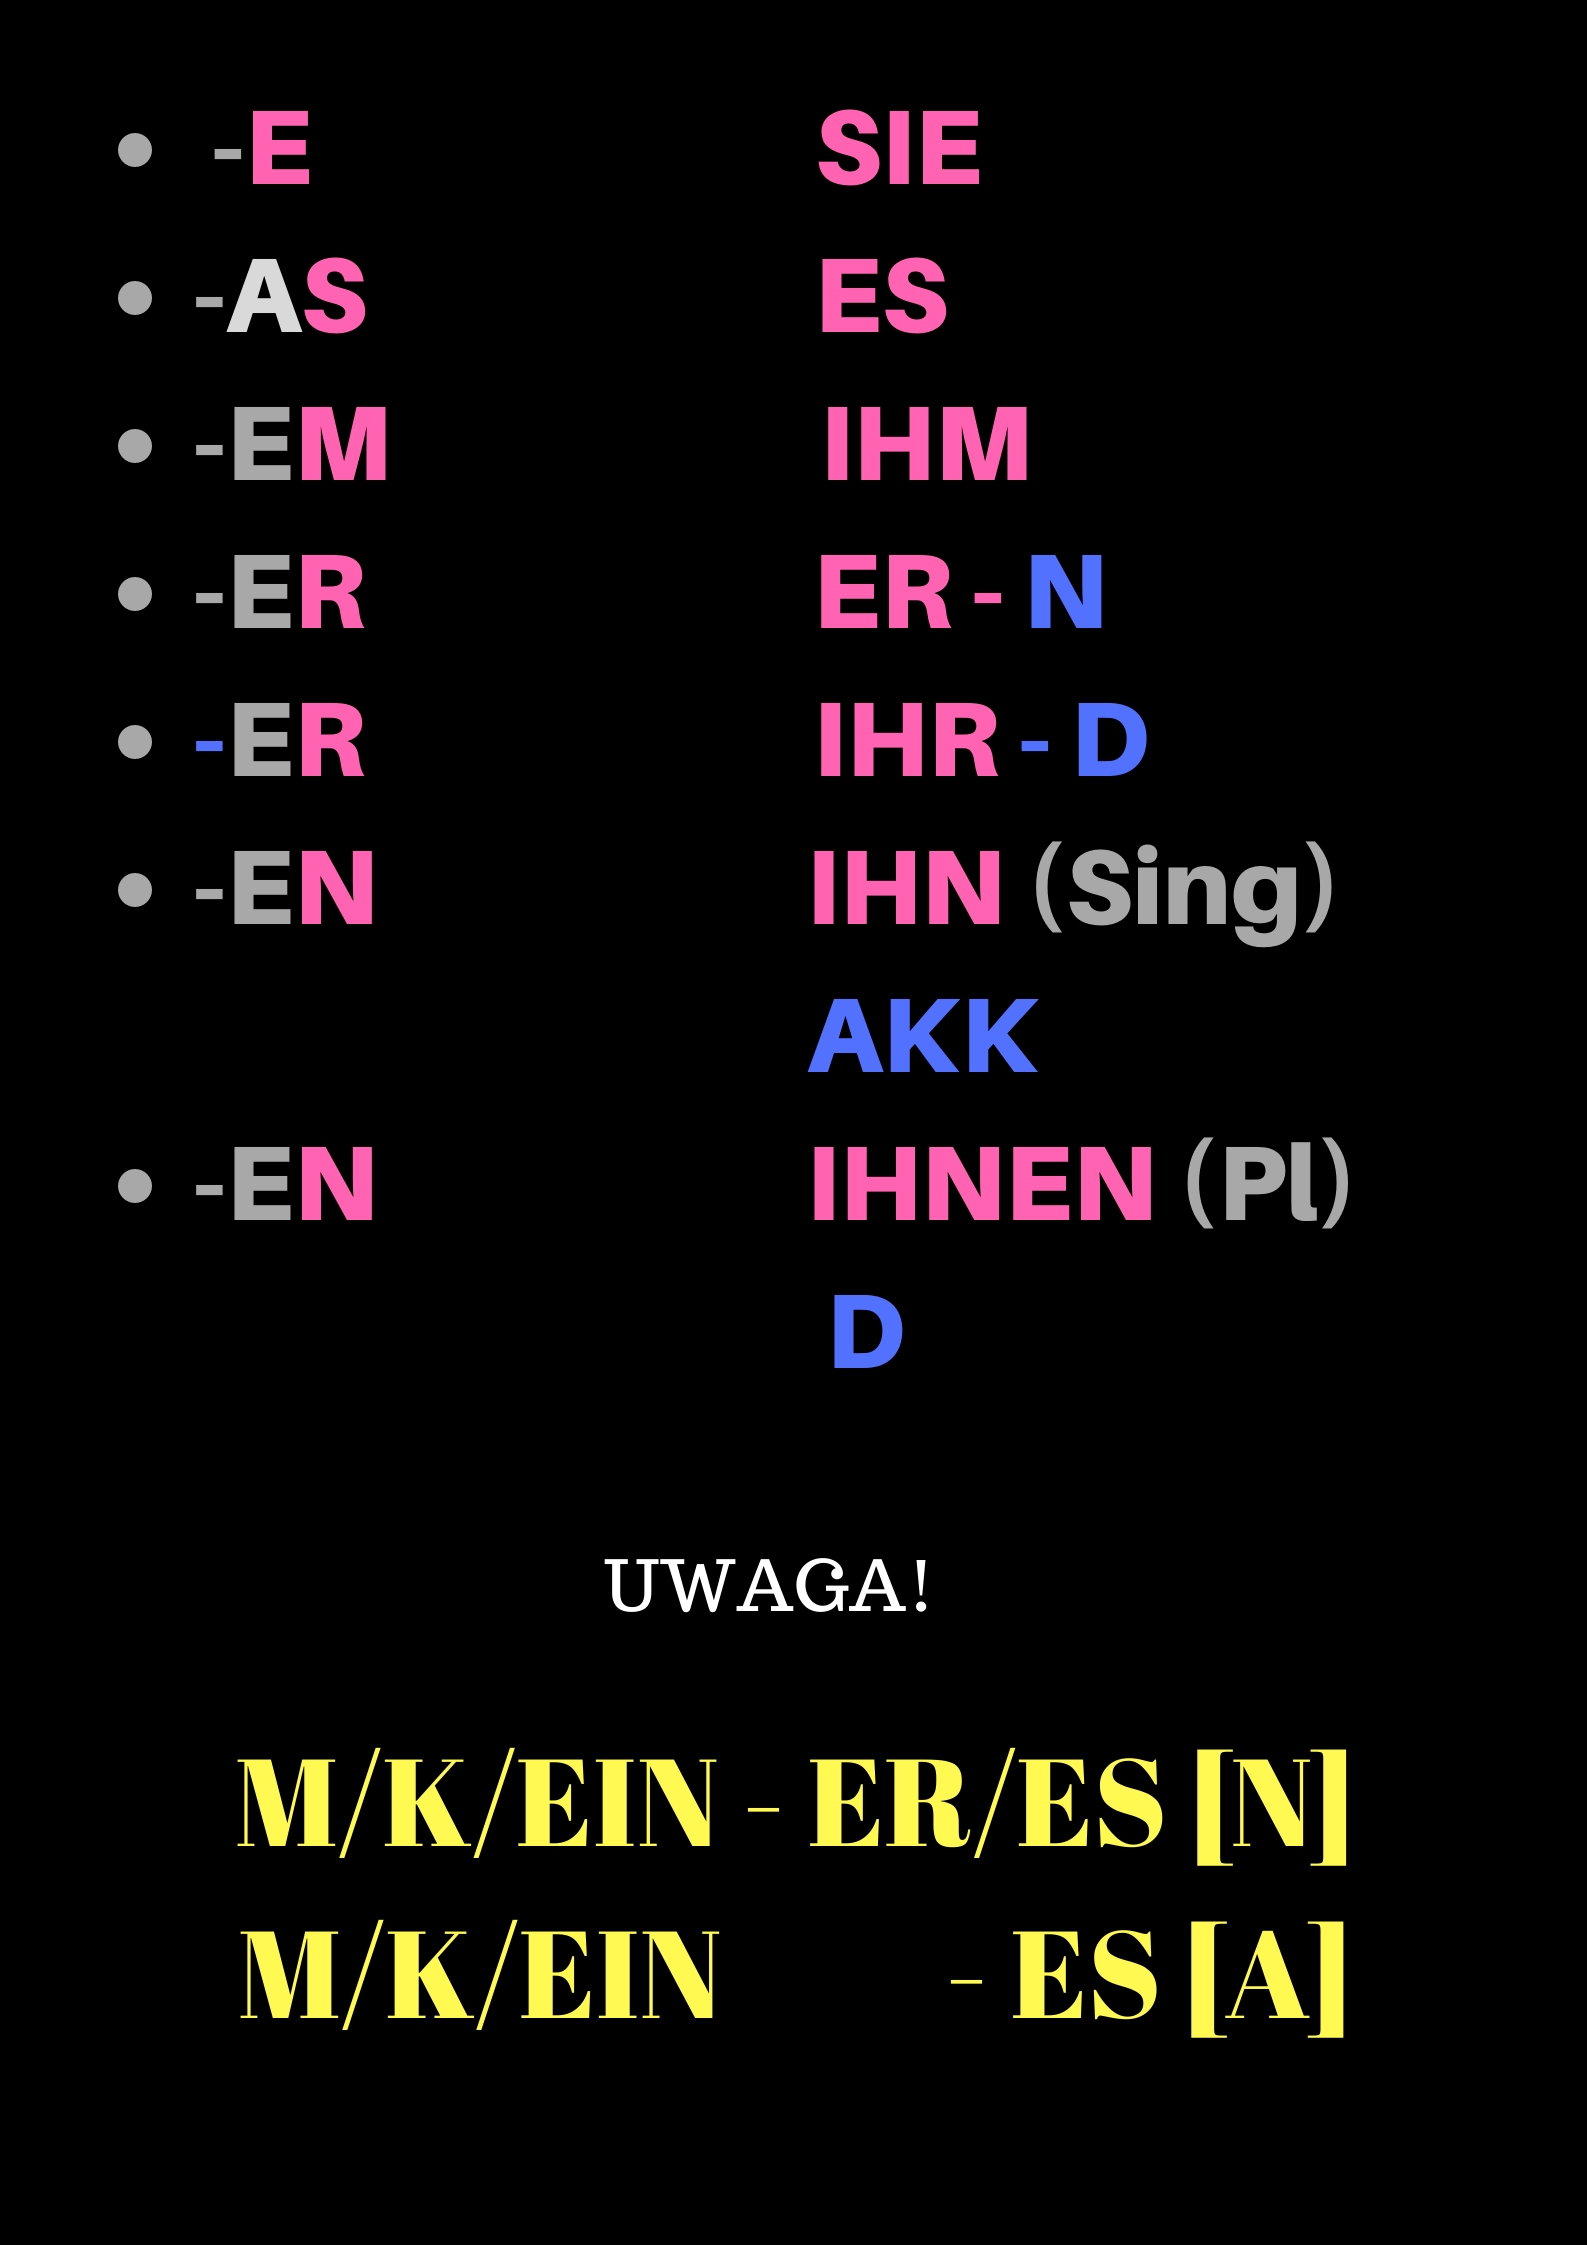 • -E SIE
• -AS ES
• -EM IHM
• -ER ER - N
• -ER IHR - D
• -EN IHN (Sing)
AKK
• -EN IHNEN (Pl)
D
UWAGA!
M/K/EIN - ER/ES [N]
M/K/EIN - ES [A]